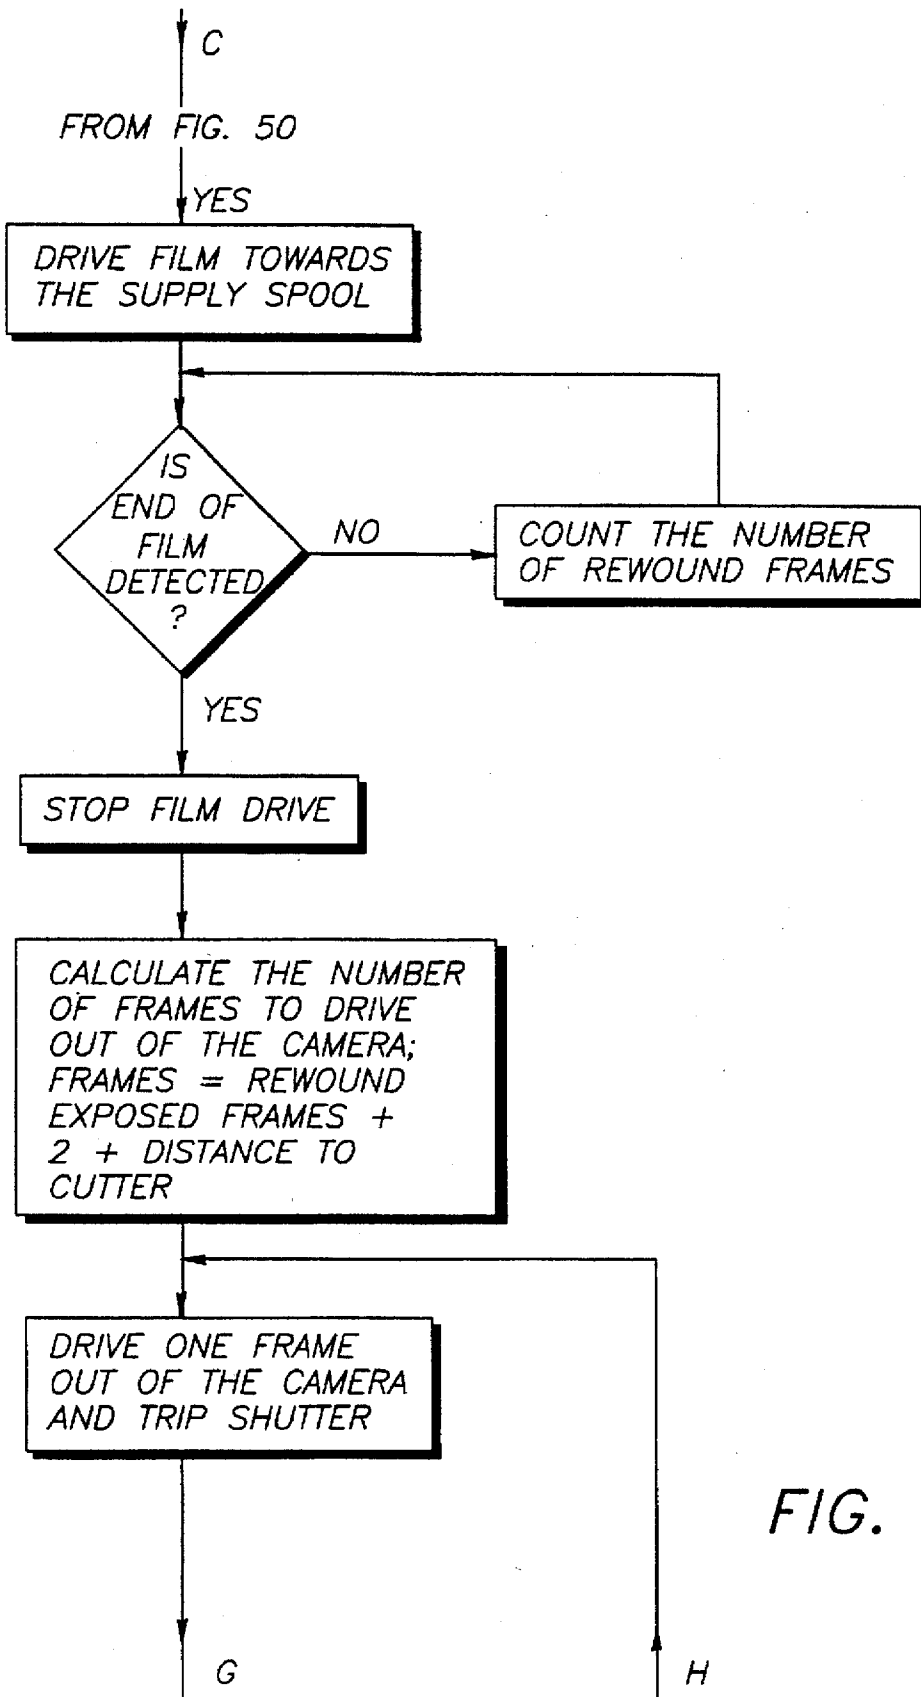 C
FROM FIG. 50
YES
DRIVE FILM TOWARDS
THE SUPPLY SPOOL
IS
END OF
FILM
DETECTED
?
NO
COUNT THE NUMBER
OF REWOUND FRAMES
YES
STOP FILM DRIVE
CALCULATE THE NUMBER
OF FRAMES TO DRIVE
OUT OF THE CAMERA;
FRAMES = REWOUND
EXPOSED FRAMES +
2 + DISTANCE TO
CUTTER
DRIVE ONE FRAME
OUT OF THE CAMERA
AND TRIP SHUTTER
FIG.
G
H